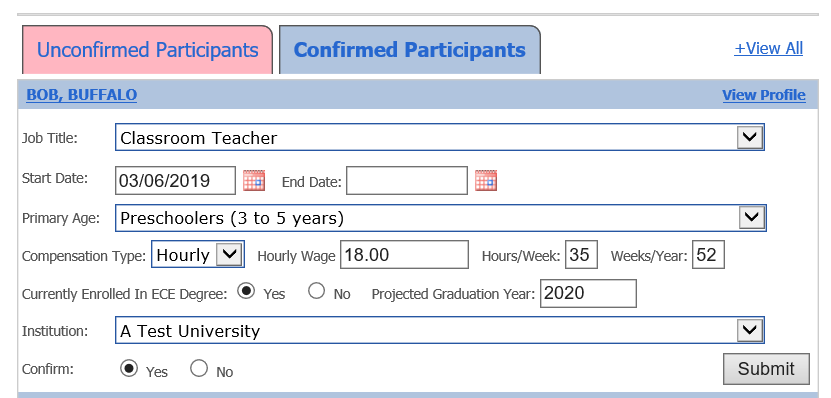 Unconfirmed Participants Confirmed Participants +View All
BOB, BUFFALO View Profile
Job Title: Classroom Teacher
Start Date: 03/06/2019 End Date:
Primary Age: Preschoolers (3 to 5 years)
Compensation Type: Hourly Hourly Wage 18.00 Hours/Week: 35 Weeks/Year: 52
Currently Enrolled In ECE Degree: Yes No Projected Graduation Year: 2020
Institution: A Test University
Confirm: Yes No Submit